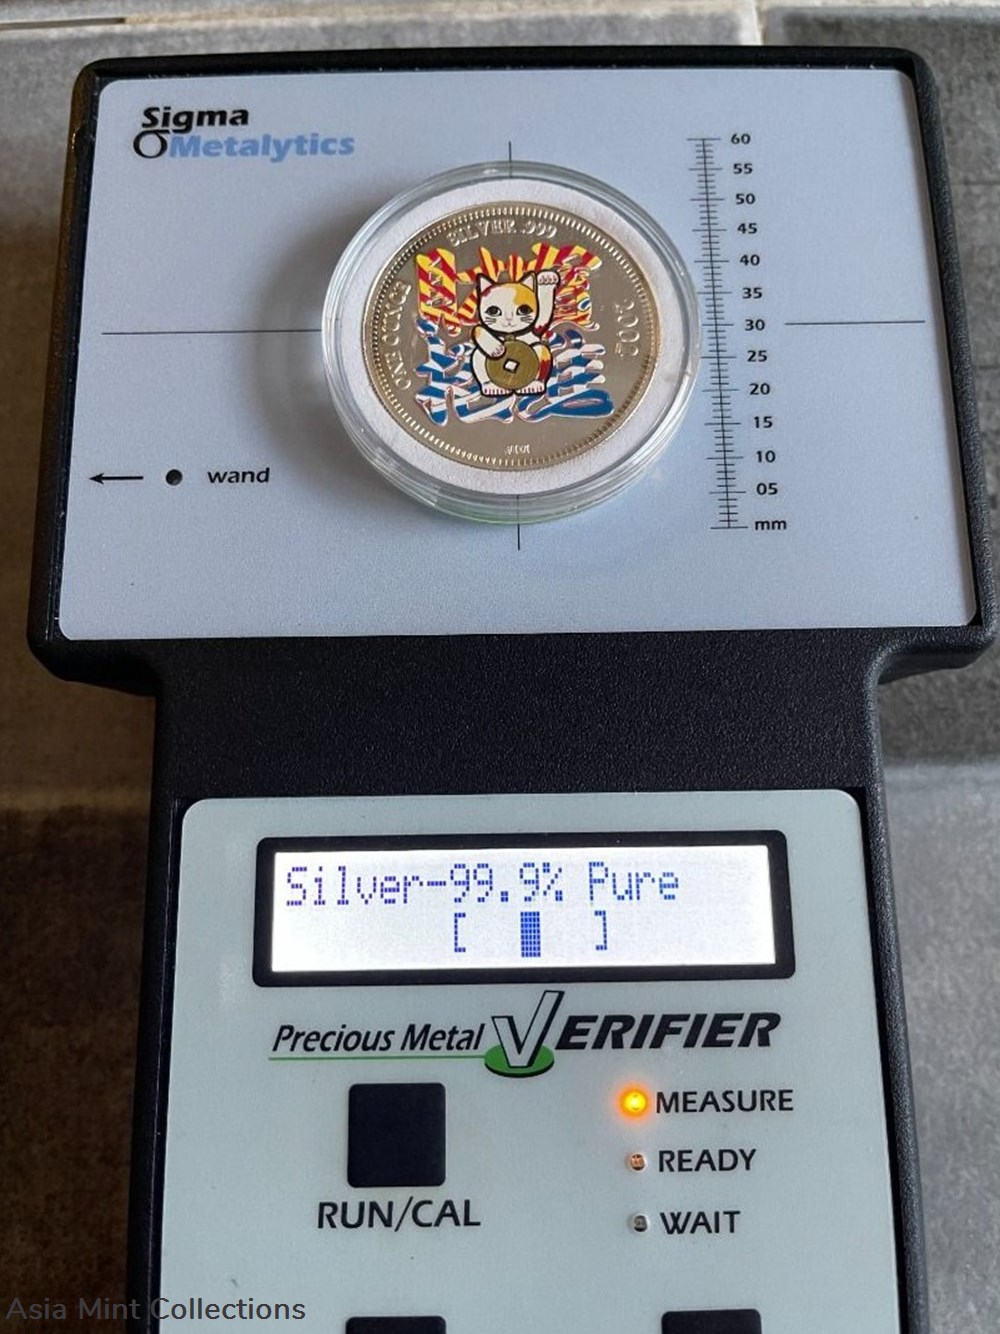 Sigma
Metalytics
60
55
50
45
40
35
30
25
20
15
10
05
mm
wand
SILVER .999
ONE OUNCE
Silver-99.9% Pure
[ ]
Precious Metal VERIFIER
MEASURE
READY
WAIT
RUN/CAL
Asia Mint Collections